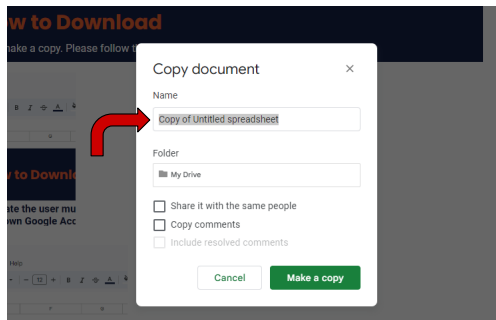 w to Download
make a copy. Please follow t
Copy document
Name
Copy of Untitled spreadsheet
Folder
My Drive
Share it with the same people
Copy comments
Include resolved comments
Cancel
Make a copy
B I A
v to Downlo
ate the user mu
own Google Acc
Help
12 + B I A